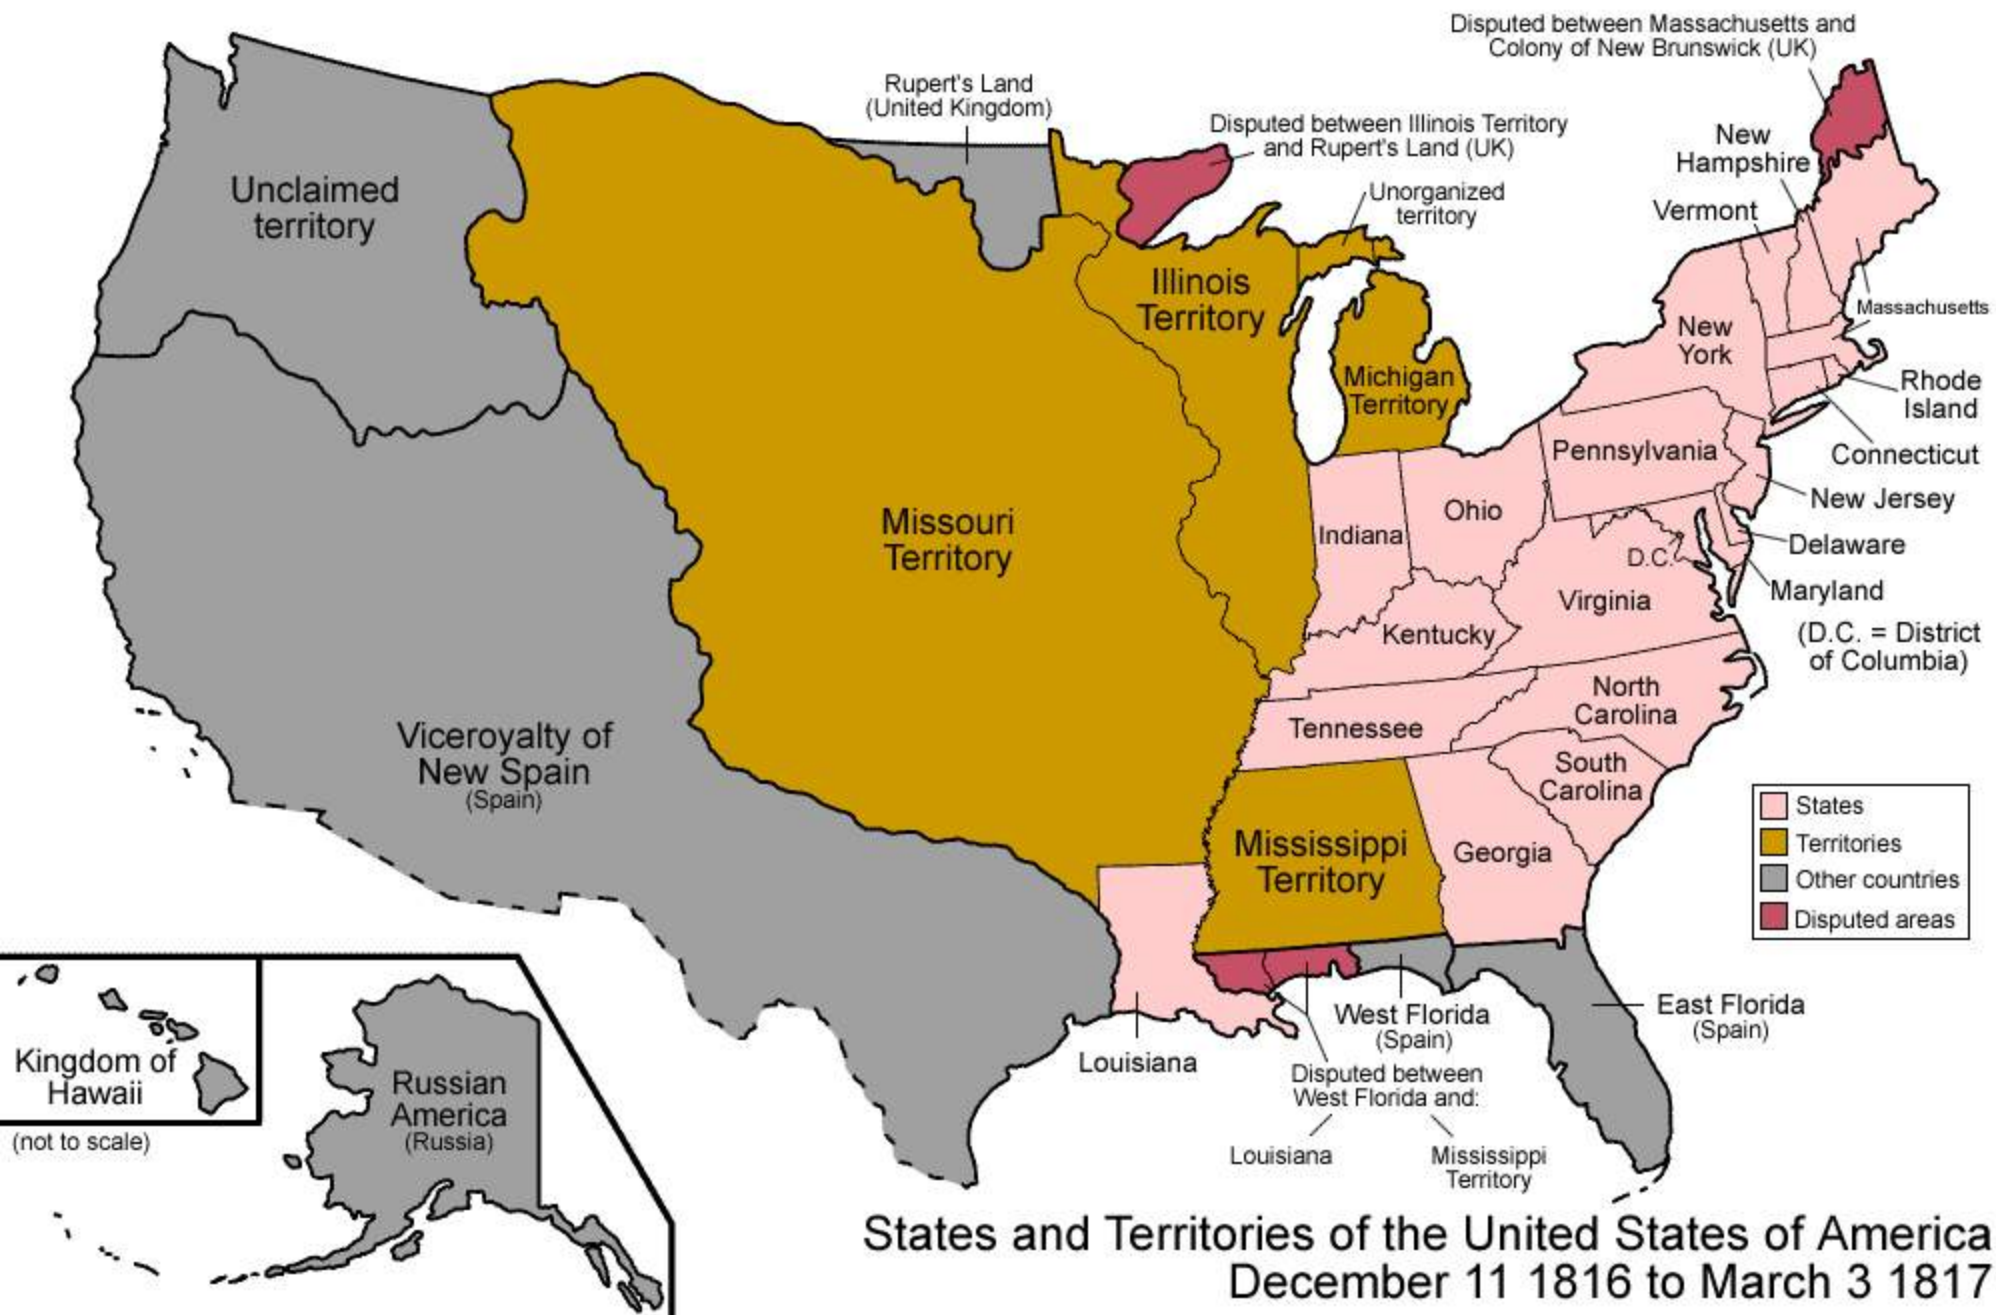 Disputed between Massachusetts and
Colony of New Brunswick (UK)
Rupert's Land
(United Kingdom)
Disputed between Illinois Territory
and Rupert's Land (UK)
New
Hampshire
Unorganized
territory
Vermont
Unclaimed
territory
Illinois
Territory
Massachusetts
New
York
Michigan
Territory
Rhode
Island
Pennsylvania
Connecticut
New Jersey
Ohio
Missouri
Territory
Indiana
Delaware
D.C.
Maryland
Virginia
(D.C. = District
of Columbia)
Kentucky
North
Carolina
Tennessee
Viceroyalty of
New Spain
(Spain)
South
Carolina
States
Territories
Other countries
Disputed areas
Mississippi
Territory
Georgia
West Florida
(Spain)
East Florida
(Spain)
Louisiana
Disputed between
West Florida and:
Louisiana
Mississippi
Territory
Kingdom of
Hawaii
(not to scale)
Russian
America
(Russia)
States and Territories of the United States of America
December 11 1816 to March 3 1817